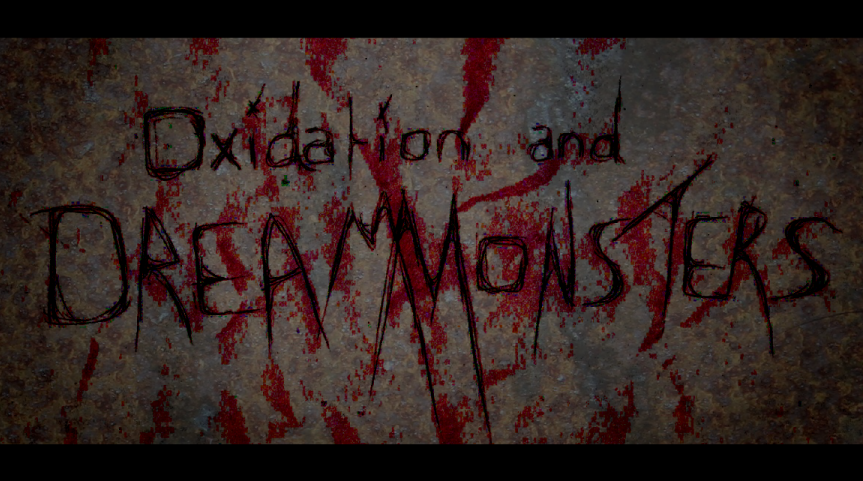 Oxidation and
DREAMMONSTERS